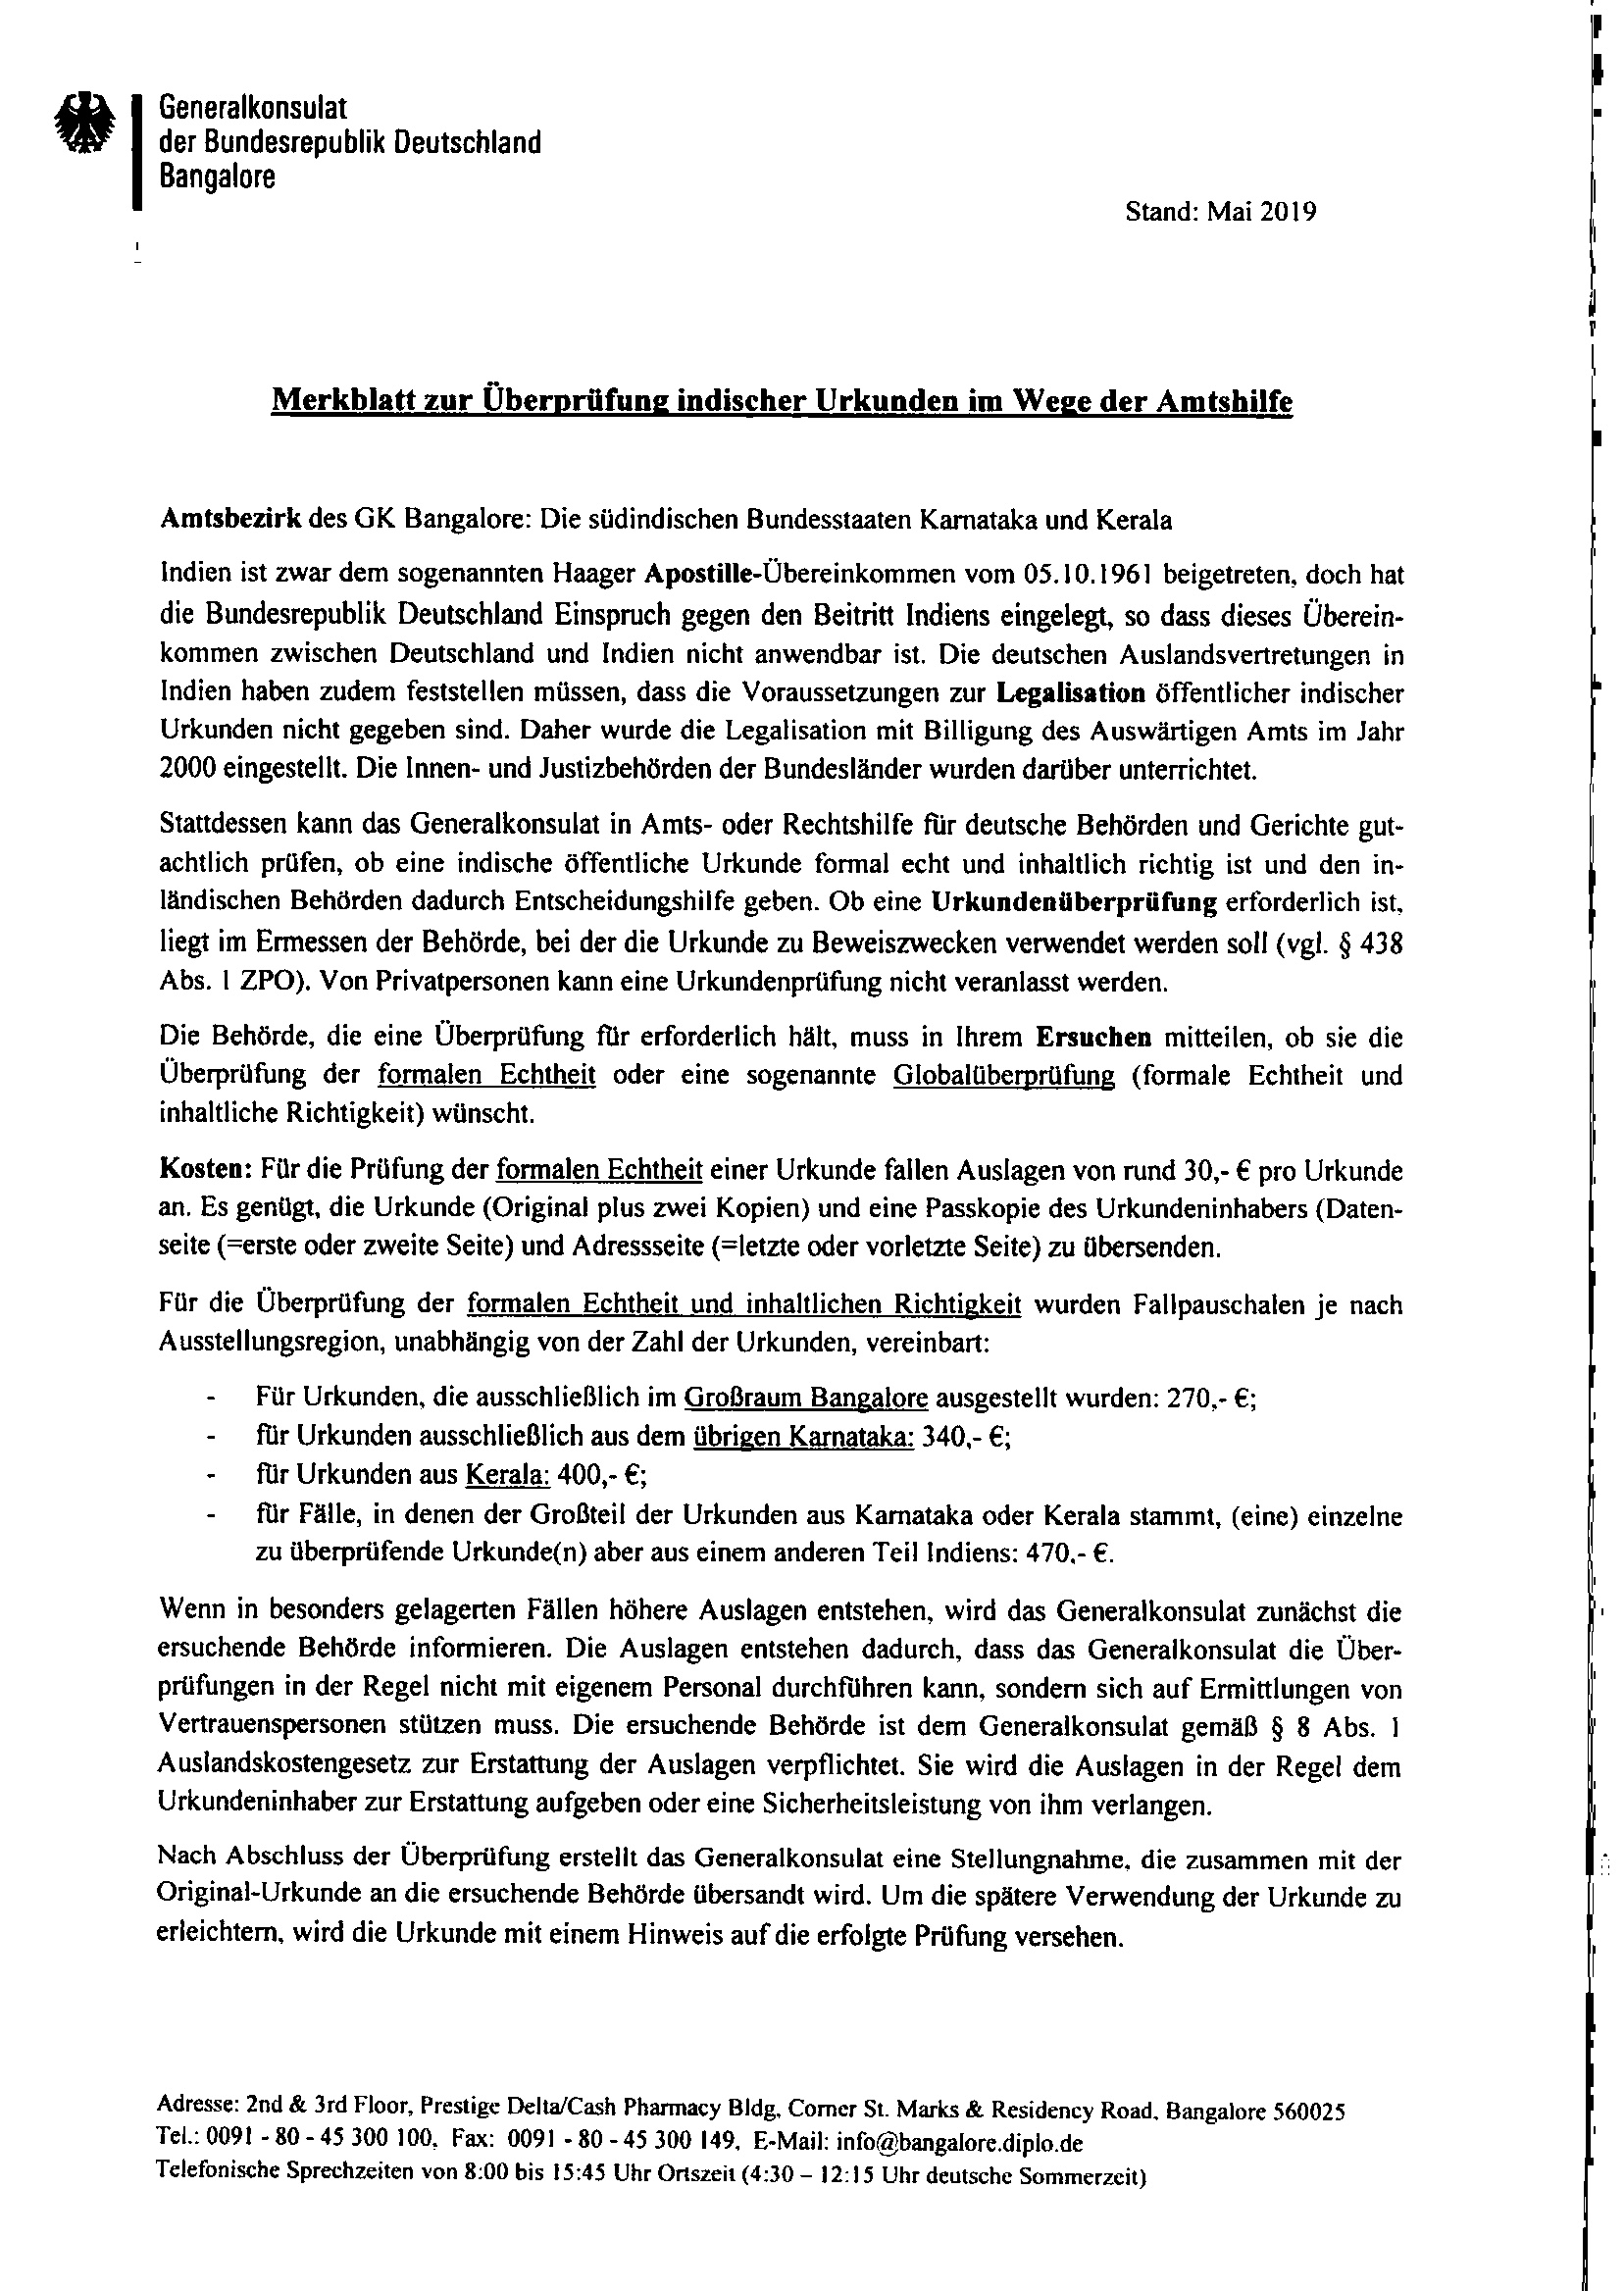 Generalkonsulat
der Bundesrepublik Deutschland
Bangalore
Stand: Mai 2019
Merkblatt zur Überprüfung indischer Urkunden im Wege der Amtshilfe
Amtsbezirk des GK Bangalore: Die südindischen Bundesstaaten Karnataka und Kerala
Indien ist zwar dem sogenannten Haager Apostille-Übereinkommen vom 05.10.1961 beigetreten, doch hat
die Bundesrepublik Deutschland Einspruch gegen den Beitritt Indiens eingelegt, so dass dieses Überein-
kommen zwischen Deutschland und Indien nicht anwendbar ist. Die deutschen Auslandsvertretungen in
Indien haben zudem feststellen müssen, dass die Voraussetzungen zur Legalisation öffentlicher indischer
Urkunden nicht gegeben sind. Daher wurde die Legalisation mit Billigung des Auswärtigen Amts im Jahr
2000 eingestellt. Die Innen- und Justizbehörden der Bundesländer wurden darüber unterrichtet.
Stattdessen kann das Generalkonsulat in Amts- oder Rechtshilfe für deutsche Behörden und Gerichte gut-
achtlich prüfen, ob eine indische öffentliche Urkunde formal echt und inhaltlich richtig ist und den in-
ländischen Behörden dadurch Entscheidungshilfe geben. Ob eine Urkundenüberprüfung erforderlich ist,
liegt im Ermessen der Behörde, bei der die Urkunde zu Beweiszwecken verwendet werden soll (vgl. § 438
Abs. 1 ZPO). Von Privatpersonen kann eine Urkundenprüfung nicht veranlasst werden.
Die Behörde, die eine Überprüfung für erforderlich hält, muss in Ihrem Ersuchen mitteilen, ob sie die
Überprüfung der formalen Echtheit oder eine sogenannte Globalüberprüfung (formale Echtheit und
inhaltliche Richtigkeit) wünscht.
Kosten: Für die Prüfung der formalen Echtheit einer Urkunde fallen Auslagen von rund 30,- € pro Urkunde
an. Es genügt, die Urkunde (Original plus zwei Kopien) und eine Passkopie des Urkundeninhabers (Daten-
seite (=erste oder zweite Seite) und Adressseite (=letzte oder vorletzte Seite) zu übersenden.
Für die Überprüfung der formalen Echtheit und inhaltlichen Richtigkeit wurden Fallpauschalen je nach
Ausstellungsregion, unabhängig von der Zahl der Urkunden, vereinbart:
- Für Urkunden, die ausschließlich im Großraum Bangalore ausgestellt wurden: 270,- €;
- für Urkunden ausschließlich aus dem übrigen Karnataka: 340,- €;
- für Urkunden aus Kerala: 400,- €;
- für Fälle, in denen der Großteil der Urkunden aus Karnataka oder Kerala stammt, (eine) einzelne
zu überprüfende Urkunde(n) aber aus einem anderen Teil Indiens: 470,- €.
Wenn in besonders gelagerten Fällen höhere Auslagen entstehen, wird das Generalkonsulat zunächst die
ersuchende Behörde informieren. Die Auslagen entstehen dadurch, dass das Generalkonsulat die Über-
prüfungen in der Regel nicht mit eigenem Personal durchführen kann, sondern sich auf Ermittlungen von
Vertrauenspersonen stützen muss. Die ersuchende Behörde ist dem Generalkonsulat gemäß § 8 Abs. 1
Auslandskostengesetz zur Erstattung der Auslagen verpflichtet. Sie wird die Auslagen in der Regel dem
Urkundeninhaber zur Erstattung aufgeben oder eine Sicherheitsleistung von ihm verlangen.
Nach Abschluss der Überprüfung erstellt das Generalkonsulat eine Stellungnahme, die zusammen mit der
Original-Urkunde an die ersuchende Behörde übersandt wird. Um die spätere Verwendung der Urkunde zu
erleichtern, wird die Urkunde mit einem Hinweis auf die erfolgte Prüfung versehen.
Adresse: 2nd & 3rd Floor, Prestige Delta/Cash Pharmacy Bldg, Corner St. Marks & Residency Road, Bangalore 560025
Tel.: 0091 - 80 - 45 300 100, Fax: 0091 - 80 - 45 300 149, E-Mail: info@bangalore.diplo.de
Telefonische Sprechzeiten von 8:00 bis 15:45 Uhr Ortszeit (4:30 – 12:15 Uhr deutsche Sommerzeit)